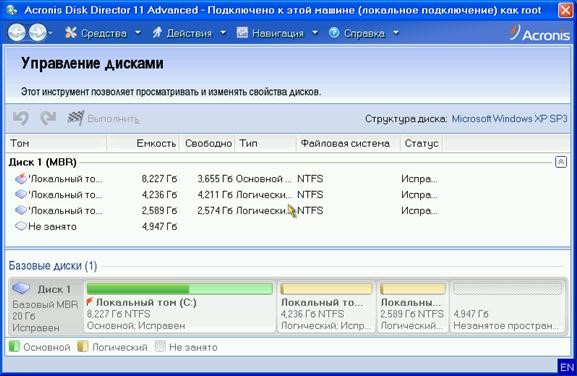 Acronis Disk Director 11 Advanced - Подключено к этой машине (локальное подключение) как root
Средства Действия Навигация Справка Acronis
Управление дисками
Этот инструмент позволяет просматривать и изменять свойства дисков.
Выполнить Структура диска: Microsoft Windows XP SP3
Том Емкость Свободно Тип Файловая система Статус
Диск 1 (MBR)
'Локальный то... 8,227 Гб 3,655 Гб Основной ... NTFS Испра...
'Локальный то... 4,236 Гб 4,211 Гб Логически... NTFS Испра...
'Локальный то... 2,589 Гб 2,574 Гб Логически... NTFS Испра...
Не занято 4,947 Гб
Базовые диски (1)
Диск 1
Базовый MBR
20 Гб
Исправен
Локальный том (C:)
8,227 Гб NTFS
Основной; Исправен
Локальный то...
4,236 Гб NTFS
Логический; Испр...
Локальны...
2,589 Гб NTFS
Логический...
4,947 Гб
Незанятое простран...
Основной Логический Не занято
EN